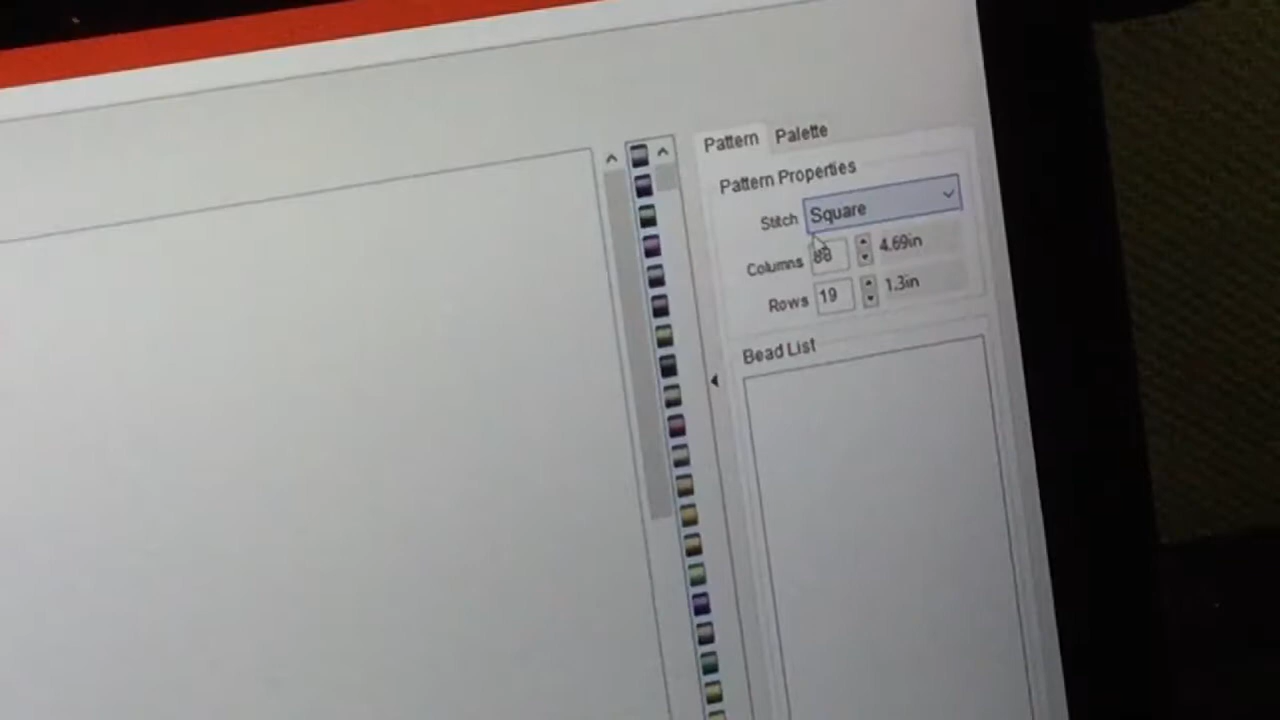 Pattern Palette
Pattern Properties
Stitch Square
Columns 4.69in
Rows 19 1.3in
Bead List